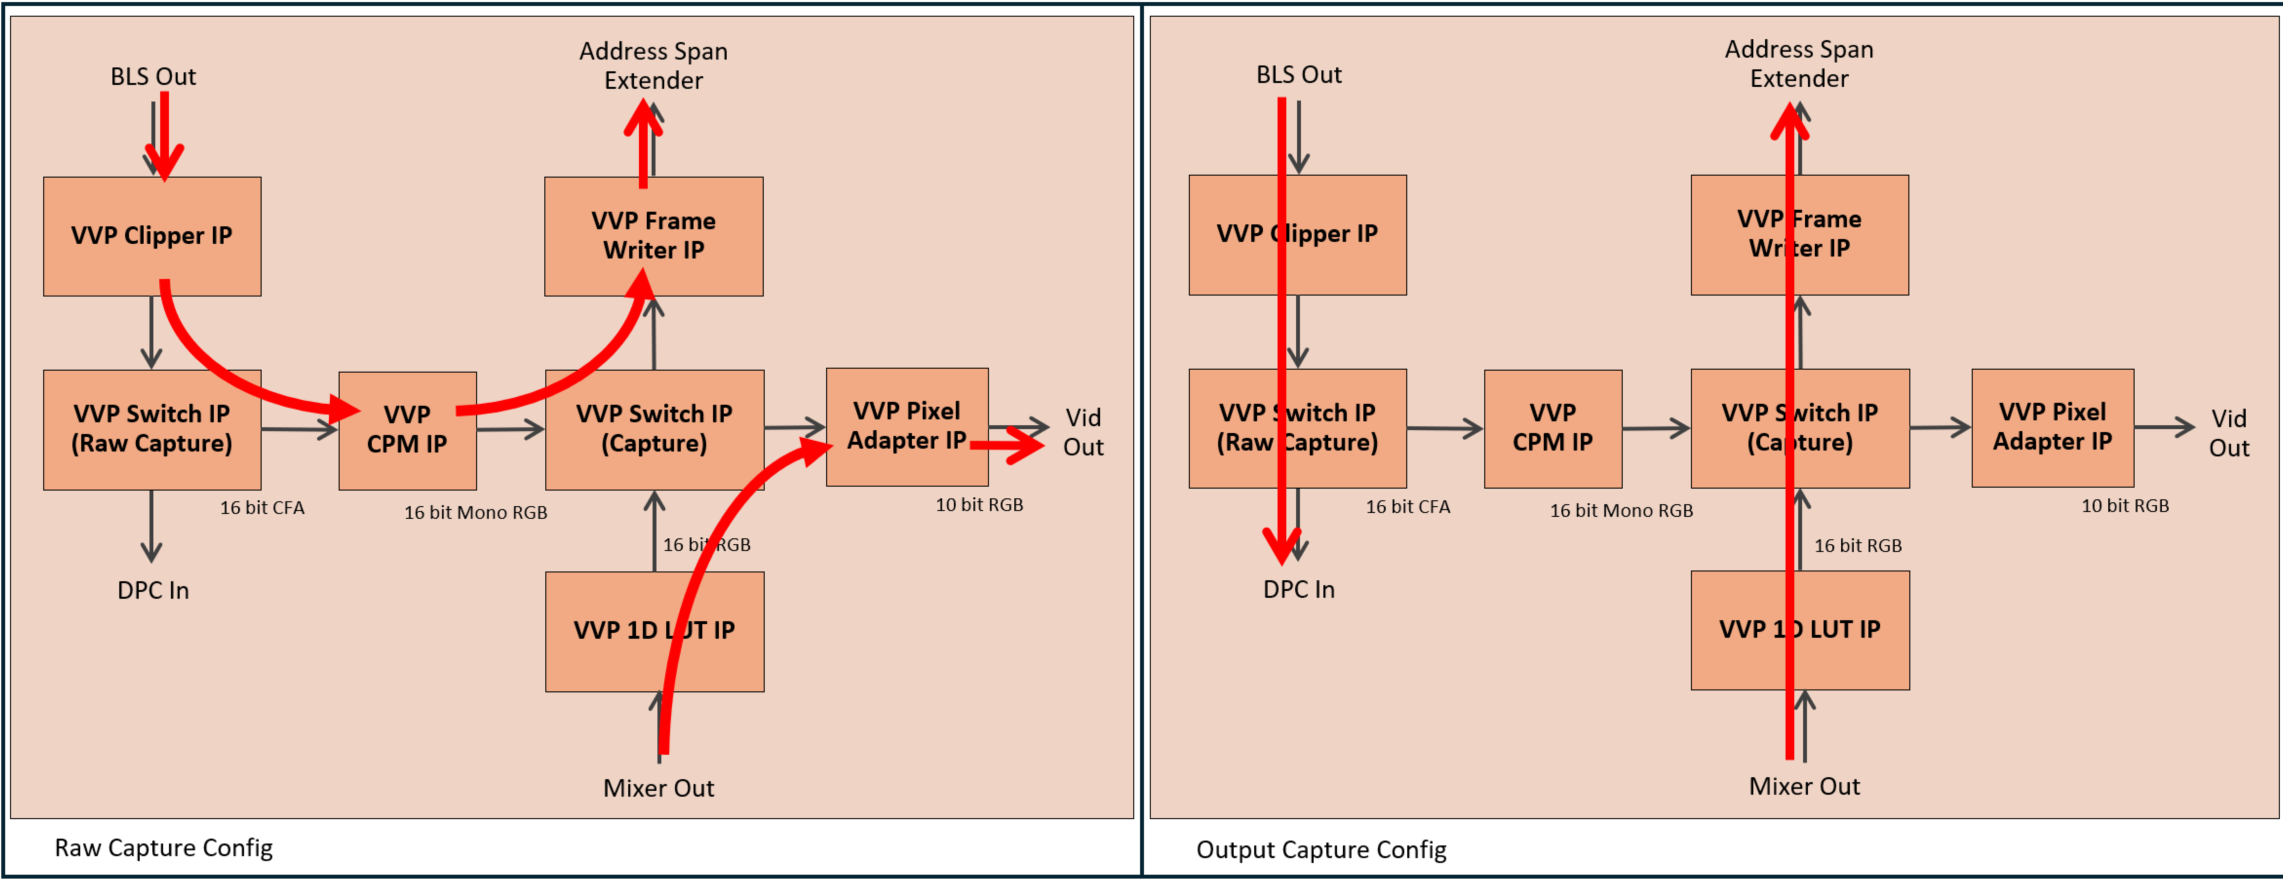 BLS Out
Address Span
Extender
VVP Clipper IP
VVP Frame
Writer IP
VVP Switch IP
(Raw Capture)
VVP
CPM IP
VVP Switch IP
(Capture)
VVP Pixel
Adapter IP
Vid
Out
16 bit CFA
16 bit Mono RGB
10 bit RGB
16 bit RGB
DPC In
VVP 1D LUT IP
Mixer Out
Raw Capture Config
BLS Out
Address Span
Extender
VVP Clipper IP
VVP Frame
Writer IP
VVP Switch IP
(Raw Capture)
VVP
CPM IP
VVP Switch IP
(Capture)
VVP Pixel
Adapter IP
Vid
Out
16 bit CFA
16 bit Mono RGB
10 bit RGB
16 bit RGB
DPC In
VVP 1D LUT IP
Mixer Out
Output Capture Config